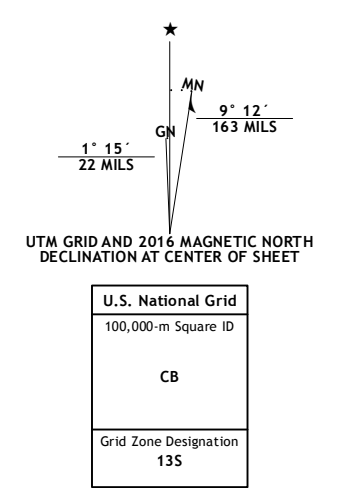 ★
MN
GN
9° 12´
163 MILS
1° 15´
22 MILS
UTM GRID AND 2016 MAGNETIC NORTH
DECLINATION AT CENTER OF SHEET
U.S. National Grid
100,000-m Square ID
CB
Grid Zone Designation
13S